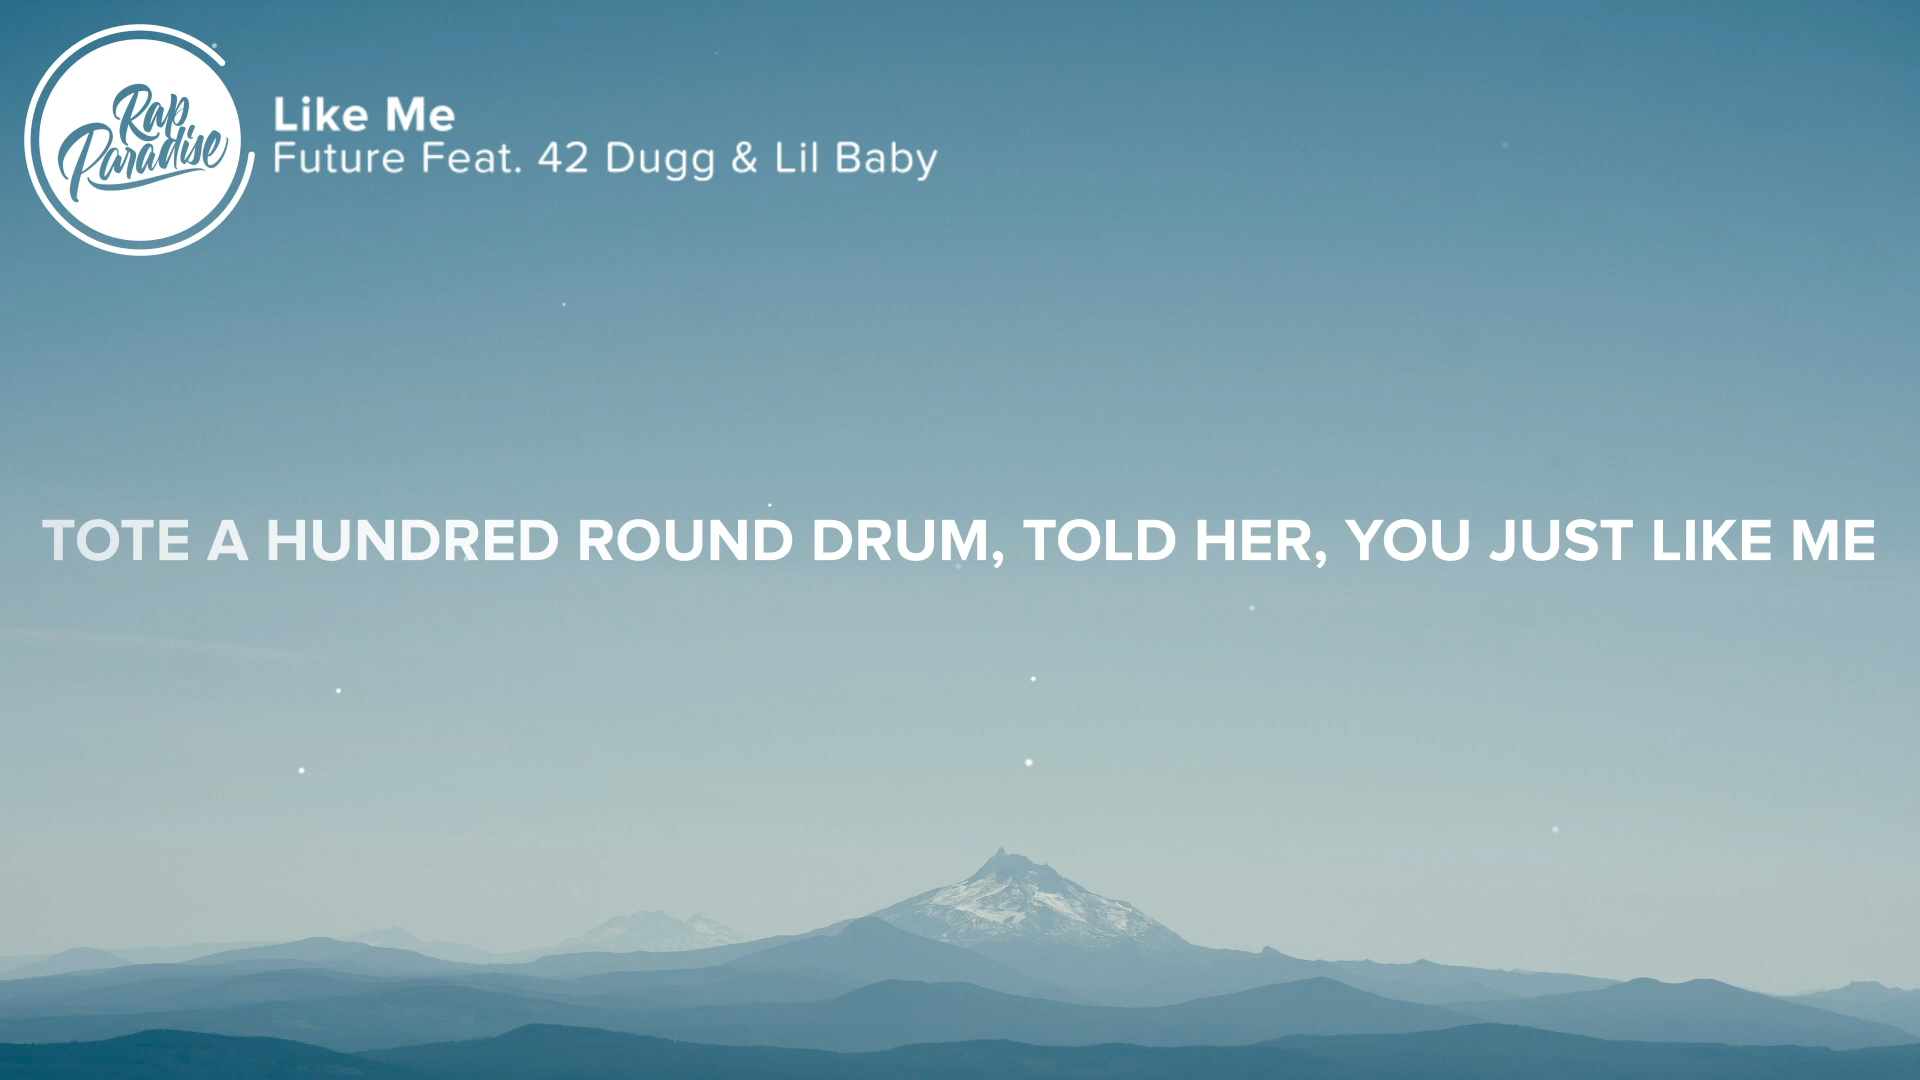 Rap
Paradise
Like Me
Future Feat. 42 Dugg & Lil Baby
TOTE A HUNDRED ROUND DRUM, TOLD HER, YOU JUST LIKE ME